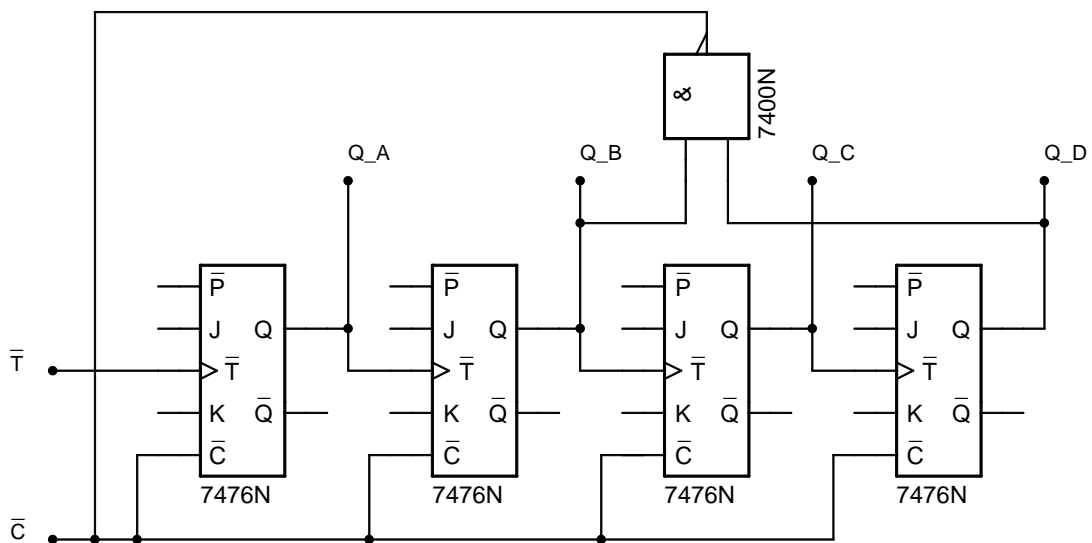 &
7400N
Q_A
Q_B
Q_C
Q_D
P̅
P̅
P̅
P̅
J Q
J Q
J Q
J Q
T̅
T̅
T̅
T̅
T̅
K Q̅
K Q̅
K Q̅
K Q̅
C̅
C̅
C̅
C̅
7476N
7476N
7476N
7476N
C̅